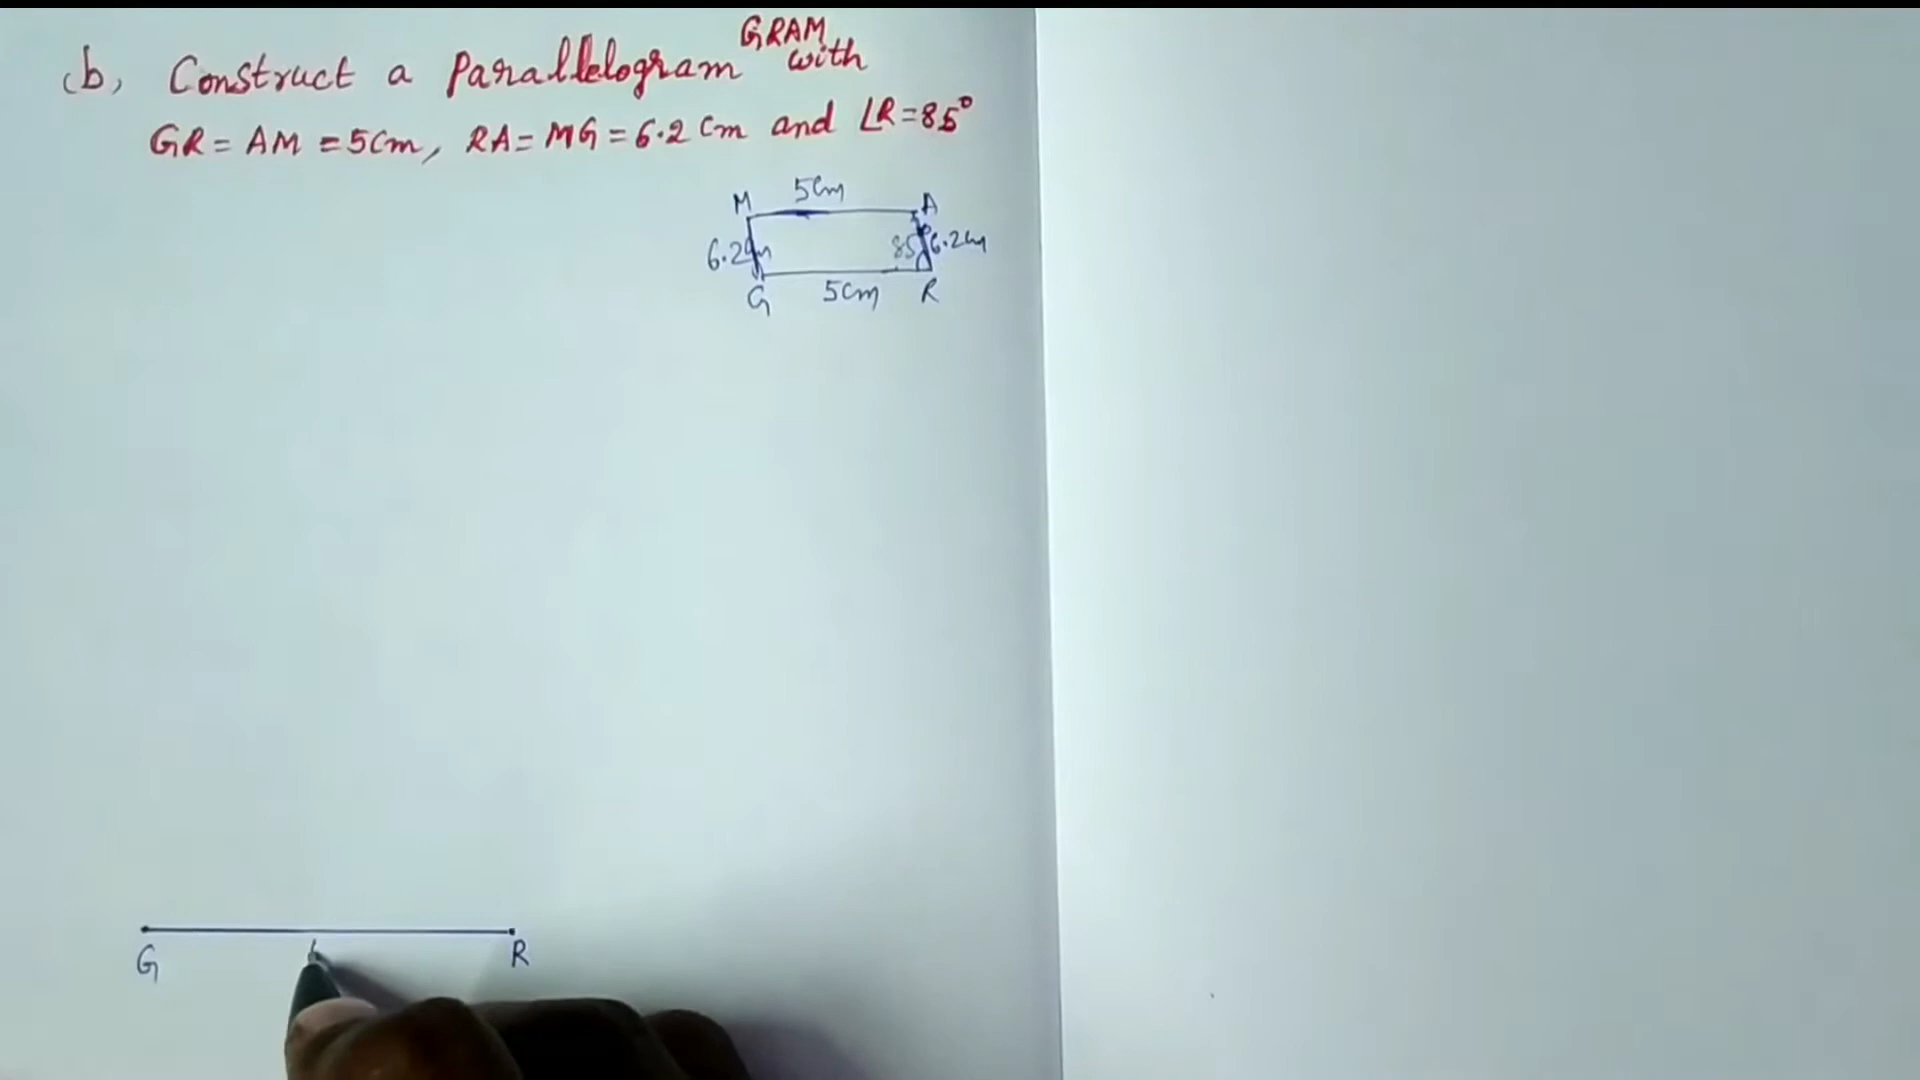 (b), Construct a Parallelogram GRAM with
GR = AM = 5cm, RA = MG = 6.2 cm and ∠R = 85°
M 5cm A
6.2cm 85° 6.2cm
G 5cm R
G R